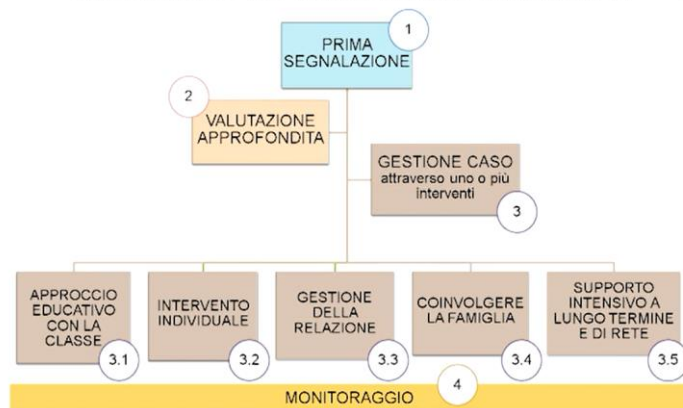 1
PRIMA
SEGNALAZIONE
2
VALUTAZIONE
APPROFONDITA
GESTIONE CASO
attraverso uno o più
interventi
3
APPROCCIO
EDUCATIVO
CON LA
CLASSE
3.1
INTERVENTO
INDIVIDUALE
3.2
GESTIONE
DELLA
RELAZIONE
3.3
COINVOLGERE
LA FAMIGLIA
3.4
SUPPORTO
INTENSIVO A
LUNGO TERMINE
E DI RETE
3.5
4
MONITORAGGIO